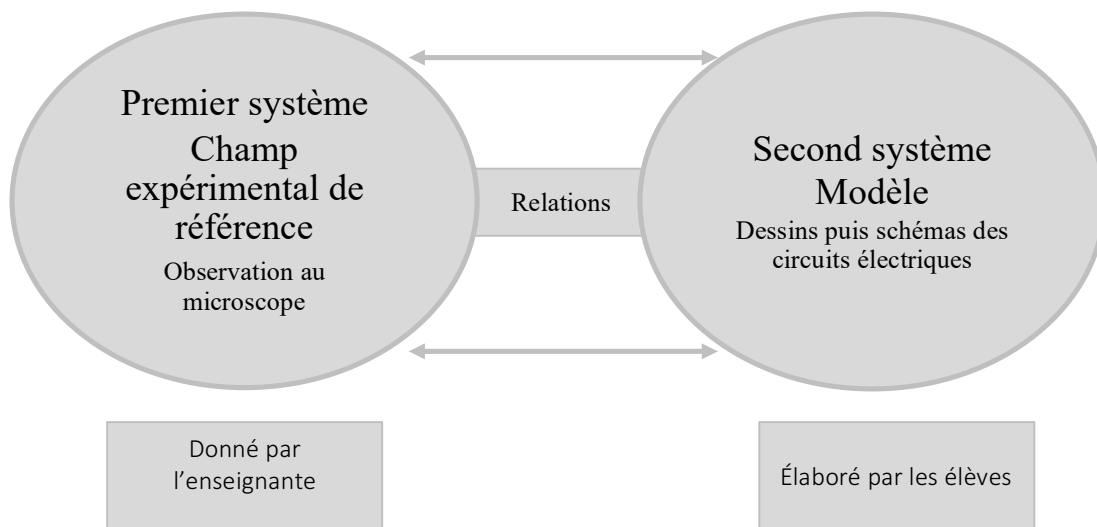 Premier système
Champ
expérimental de
référence
Observation au
microscope
Relations
Second système
Modèle
Dessins puis schémas des
circuits électriques
Donné par
l'enseignante
Élaboré par les élèves